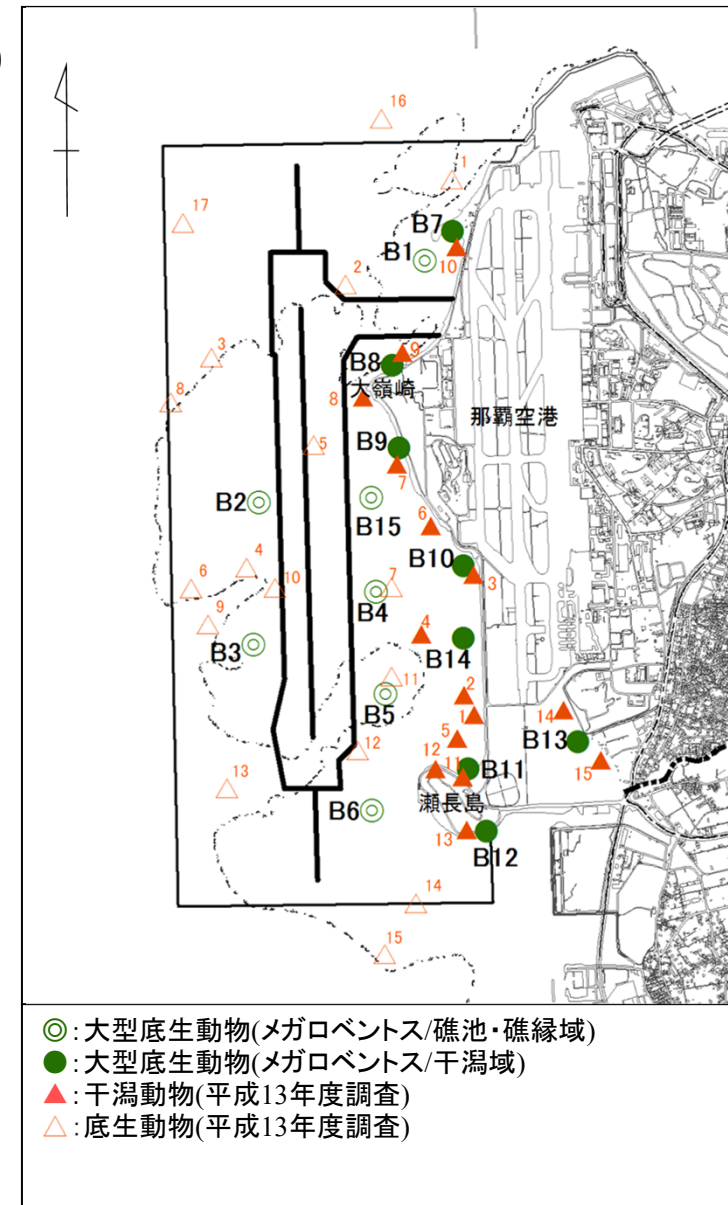 )
16
1
17
B7
B1
10
2
3
9
B8
大嶺崎
8
8
那覇空港
5
B9
7
B2
B15
6
B10
3
4
6
10
7
B4
9
4
B3
B14
11
2
B5
1
14
5
B13
12
12
11
B11
15
13
瀬長島
B6
13
B12
14
15
◎:大型底生動物(メガロベントス/礁池・礁縁域)
●:大型底生動物(メガロベントス/干潟域)
▲:干潟動物(平成13年度調査)
△:底生動物(平成13年度調査)